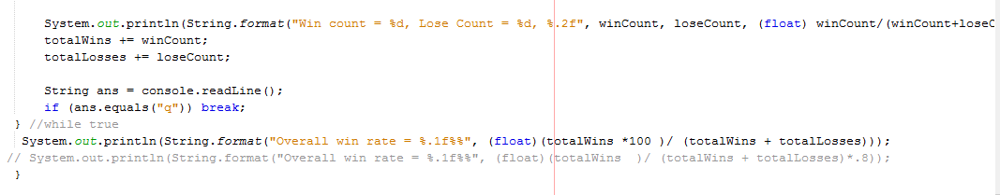 System.out.println(String.format("Win count = %d, Lose Count = %d, %.2f", winCount, loseCount, (float) winCount/(winCount+loseC
totalWins += winCount;
totalLosses += loseCount;
String ans = console.readLine();
if (ans.equals("q")) break;
} //while true
System.out.println(String.format("Overall win rate = %.1f%%", (float)(totalWins *100 )/ (totalWins + totalLosses)));
// System.out.println(String.format("Overall win rate = %.1f%%", (float)(totalWins  )/ (totalWins + totalLosses)*.8));
}